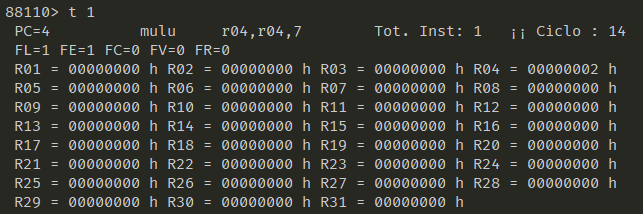 88110> t 1
PC=4 mulu r04,r04,7 Tot. Inst: 1 ¡¡ Ciclo : 14
FL=1 FE=1 FC=0 FV=0 FR=0
R01 = 00000000 h R02 = 00000000 h R03 = 00000000 h R04 = 00000002 h
R05 = 00000000 h R06 = 00000000 h R07 = 00000000 h R08 = 00000000 h
R09 = 00000000 h R10 = 00000000 h R11 = 00000000 h R12 = 00000000 h
R13 = 00000000 h R14 = 00000000 h R15 = 00000000 h R16 = 00000000 h
R17 = 00000000 h R18 = 00000000 h R19 = 00000000 h R20 = 00000000 h
R21 = 00000000 h R22 = 00000000 h R23 = 00000000 h R24 = 00000000 h
R25 = 00000000 h R26 = 00000000 h R27 = 00000000 h R28 = 00000000 h
R29 = 00000000 h R30 = 00000000 h R31 = 00000000 h